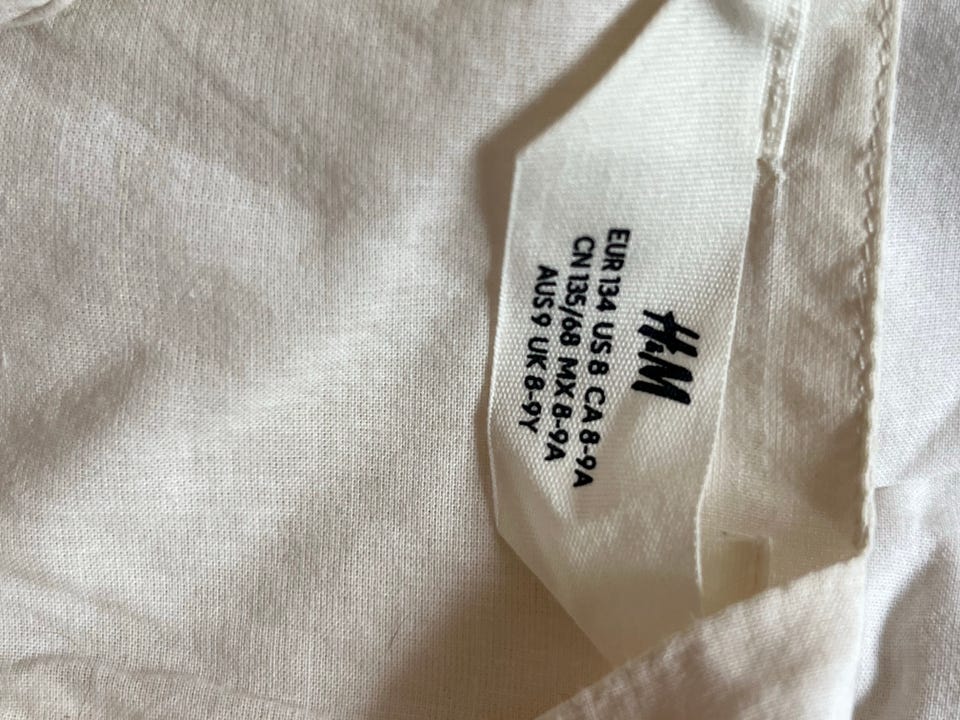 H&M
EUR 134 US 8 CA 8-9A
CN 135/68 MX 8-9A
AUS 9 UK 8-9Y